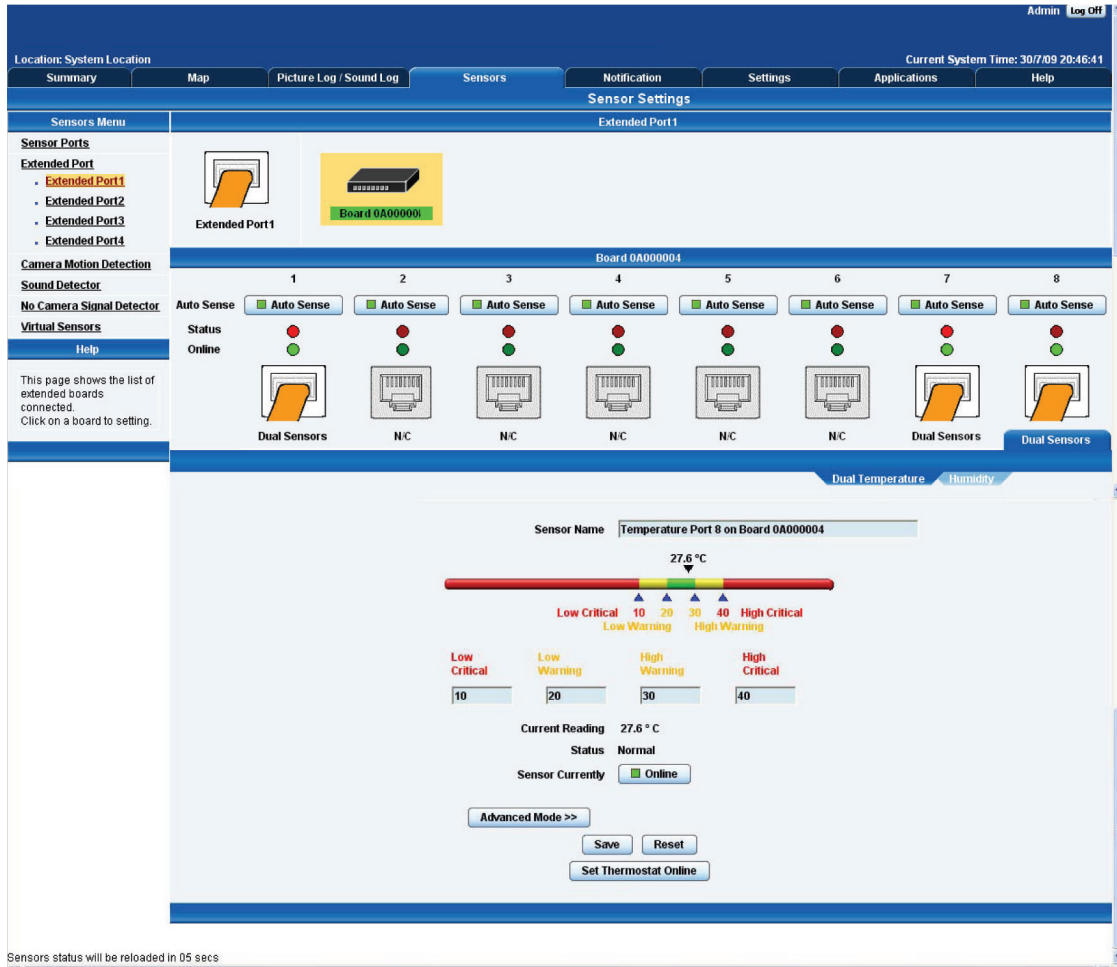 Admin Log Off
Location: System Location Current System Time: 30/7/09 20:46:41
Summary Map Picture Log / Sound Log Sensors Notification Settings Applications Help
Sensor Settings
Sensors Menu
Sensor Ports
Extended Port
Extended Port1
Extended Port2
Extended Port3
Extended Port4
Camera Motion Detection
Sound Detector
No Camera Signal Detector
Virtual Sensors
Help
This page shows the list of
extended boards
connected.
Click on a board to setting.
Extended Port1
Extended Port1
Board 0A00000
Board 0A000004
1 2 3 4 5 6 7 8
Auto Sense Auto Sense Auto Sense Auto Sense Auto Sense Auto Sense Auto Sense Auto Sense Auto Sense
Status
Online
Dual Sensors N/C N/C N/C N/C N/C Dual Sensors Dual Sensors
Dual Temperature Humidity
Sensor Name Temperature Port 8 on Board 0A000004
27.6 °C
Low Critical 10 20 30 40 High Critical
Low Warning High Warning
Low Critical
Low Warning
High Warning
High Critical
10 20 30 40
Current Reading 27.6 ° C
Status Normal
Sensor Currently Online
Advanced Mode >>
Save Reset
Set Thermostat Online
Sensors status will be reloaded in 05 secs